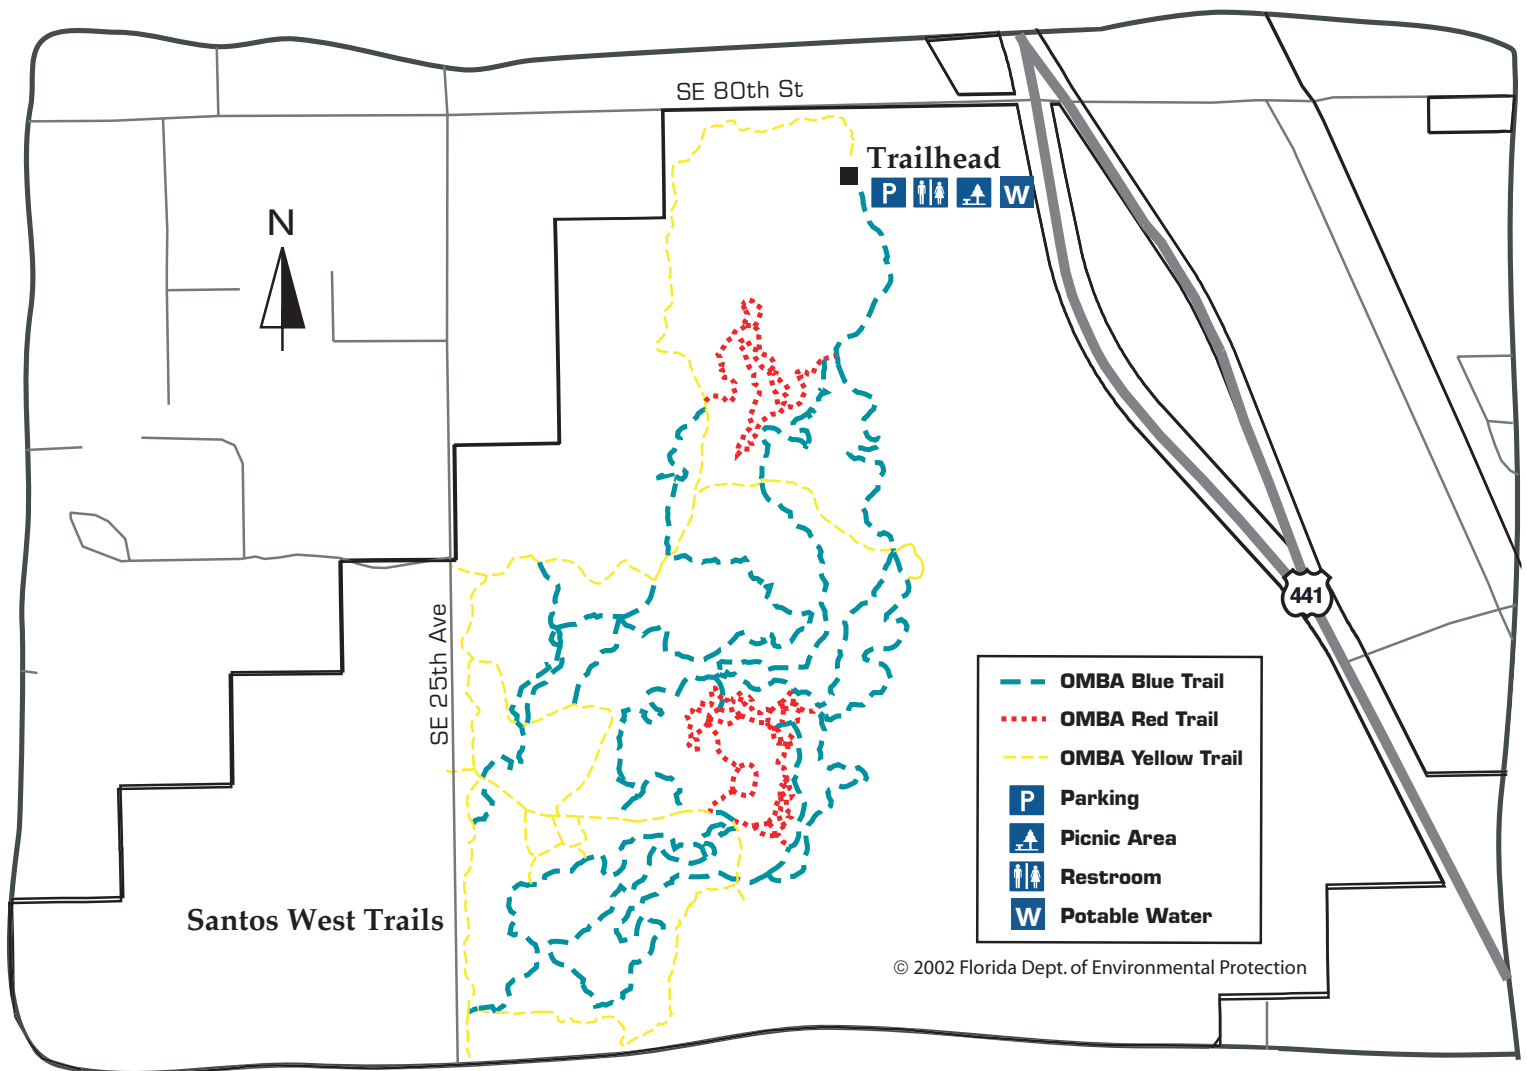 SE 80th St
Trailhead
P
W
N
441
SE 25th Ave
OMBA Blue Trail
OMBA Red Trail
OMBA Yellow Trail
P Parking
Picnic Area
Restroom
W Potable Water
Santos West Trails
© 2002 Florida Dept. of Environmental Protection